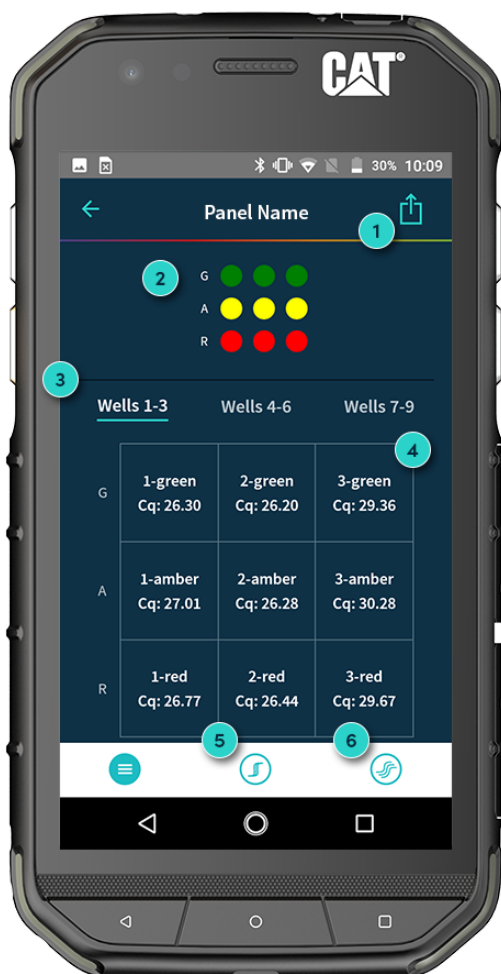 CAT
30% 10:09
Panel Name
1
2
G
A
R
3
Wells 1-3 Wells 4-6 Wells 7-9
4
G
1-green 2-green 3-green
Cq: 26.30 Cq: 26.20 Cq: 29.36
A
1-amber 2-amber 3-amber
Cq: 27.01 Cq: 26.28 Cq: 30.28
R
1-red 2-red 3-red
Cq: 26.77 Cq: 26.44 Cq: 29.67
5 6